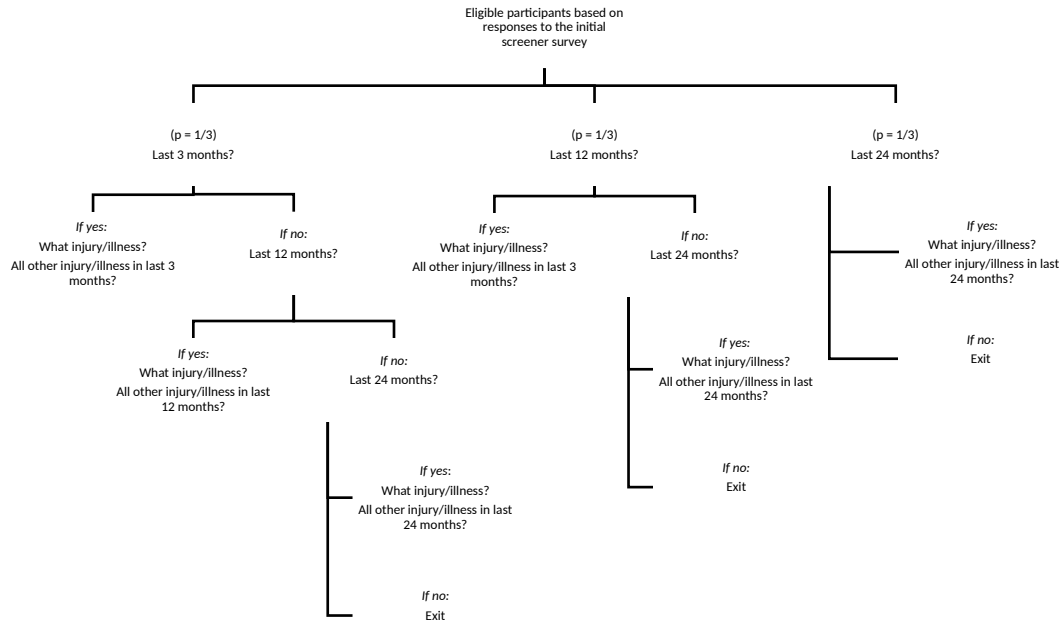 Eligible participants based on
responses to the initial
screener survey
(p = 1/3)
Last 3 months?
(p = 1/3)
Last 12 months?
(p = 1/3)
Last 24 months?
If yes:
What injury/illness?
All other injury/illness in last 3
months?
If no:
Last 12 months?
If yes:
What injury/illness?
All other injury/illness in last 3
months?
If no:
Last 24 months?
If yes:
What injury/illness?
All other injury/illness in last
24 months?
If no:
Exit
If yes:
What injury/illness?
All other injury/illness in last
12 months?
If no:
Last 24 months?
If yes:
What injury/illness?
All other injury/illness in last
24 months?
If no:
Exit
If yes:
What injury/illness?
All other injury/illness in last
24 months?
If no:
Exit